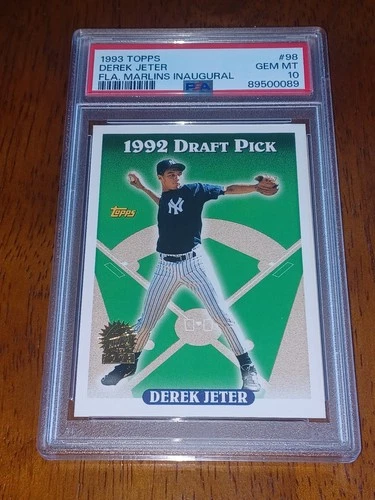 1993 TOPPS #98
DEREK JETER GEM MT
FLA. MARLINS INAUGURAL 10
PSA 89500089
1992 DRAFT PICK
Topps
NY
DEREK JETER